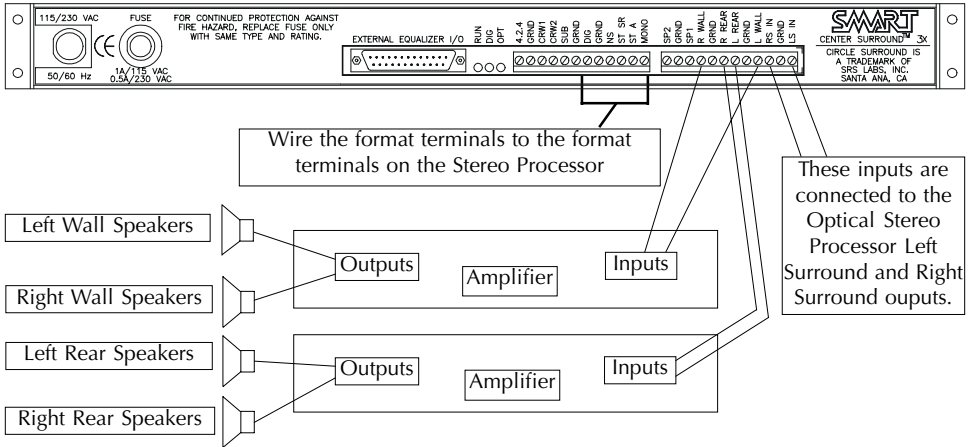 115/230 VAC
50/60 Hz
FUSE
1A/115 VAC
0.5A/230 VAC
FOR CONTINUED PROTECTION AGAINST
FIRE HAZARD, REPLACE FUSE ONLY
WITH SAME TYPE AND RATING.
CE
EXTERNAL EQUALIZER I/O
RUN
DIG
OPT
4.2.4
GRND
CRW1
CRW2
SUB
GRND
DIG
GRND
NS
ST SR
ST A
MONO
SP2
GRND
SP1
R WALL
GRND
R REAR
L REAR
GRND
L WALL
RS IN
GRND
LS IN
SMART
CENTER SURROUND™ 3X
CIRCLE SURROUND IS
A TRADEMARK OF
SRS LABS, INC.
SANTA ANA, CA
Wire the format terminals to the format
terminals on the Stereo Processor
These inputs are
connected to the
Optical Stereo
Processor Left
Surround and Right
Surround ouputs.
Left Wall Speakers
Right Wall Speakers
Outputs
Amplifier
Inputs
Left Rear Speakers
Right Rear Speakers
Outputs
Amplifier
Inputs